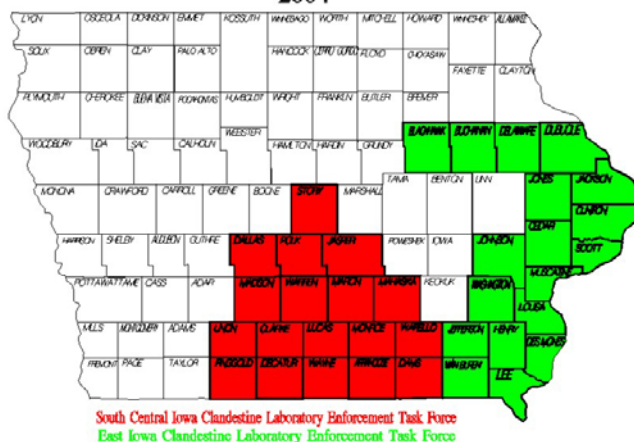 LYON OSCEOLA DICKINSON EMMET KOSSUTH WINNEBAGO WORTH MITCHELL HOWARD WINNESHIEK ALLAMAKEE
SIOUX OBRIEN CLAY PALO ALTO HANCOCK CERRO GORDO FLOYD CHICKASAW
FAYETTE CLAYTON
PLYMOUTH CHEROKEE BUENA VISTA POCAHONTAS HUMBOLDT WRIGHT FRANKLIN BUTLER BREMER
WEBSTER BLACKHAWK BUCHANAN DELAWARE DUBUQUE
WOODBURY IDA SAC CALHOUN HAMILTON HARDIN GRUNDY
TAMA BENTON LINN JONES JACKSON
MONONA CRAWFORD CARROLL GREENE BOONE STORY MARSHALL
CLINTON
CEDAR
HARRISON SHELBY AUDUBON GUTHRIE DALLAS POLK JASPER POWESHIEK IOWA JOHNSON SCOTT
MUSCATINE
POTTAWATTAMIE CASS ADAIR MADISON WARREN MARION MAHASKA KEOKUK WASHINGTON
LOUISA
MILLS MONTGOMERY ADAMS UNION CLARKE LUCAS MONROE WAPELLO JEFFERSON HENRY
DES MOINES
FREMONT PAGE TAYLOR RINGGOLD DECATUR WAYNE APPANOOSE DAVIS VAN BUREN LEE
South Central Iowa Clandestine Laboratory Enforcement Task Force
East Iowa Clandestine Laboratory Enforcement Task Force